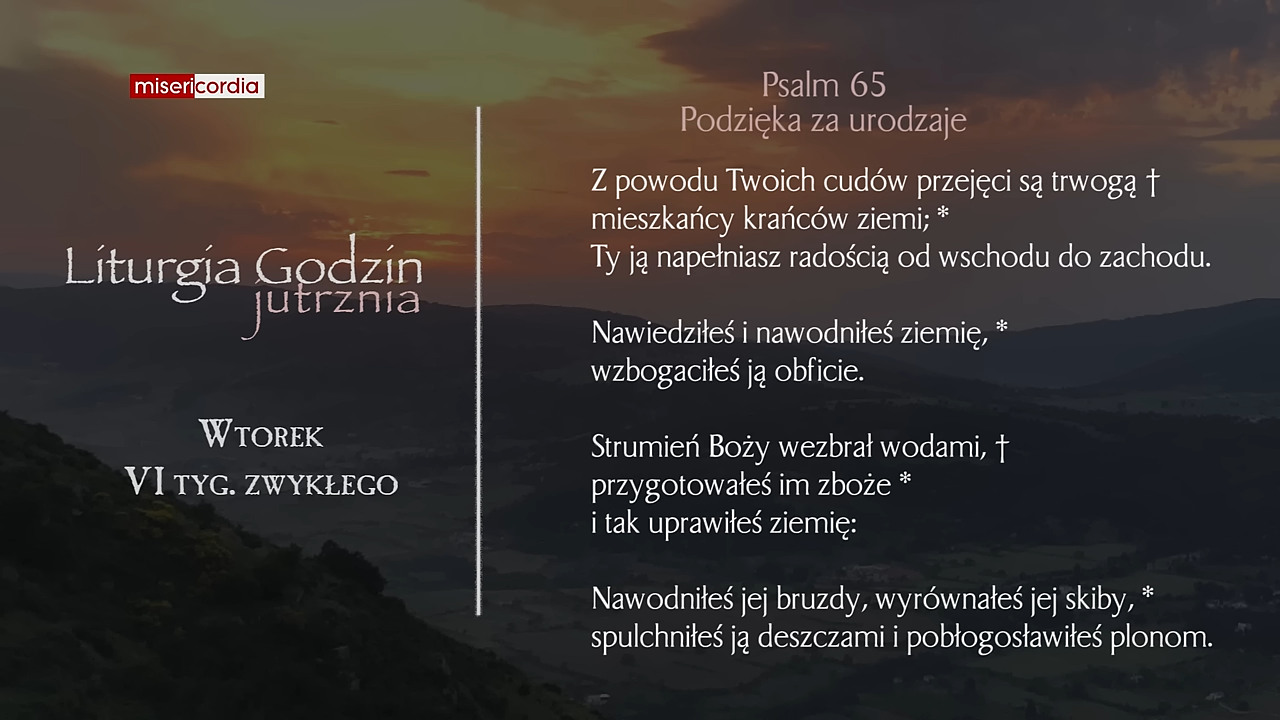 misericordia
Liturgia Godzin
jutrznia
Wtorek
VI tyg. zwykłego
Psalm 65
Podzięka za urodzaje
Z powodu Twoich cudów przejęci są trwogą †
mieszkańcy krańców ziemi; *
Ty ją napełniasz radością od wschodu do zachodu.
Nawiedziłeś i nawodniłeś ziemię, *
wzbogaciłeś ją obficie.
Strumień Boży wezbrał wodami, †
przygotowałeś im zboże *
i tak uprawiłeś ziemię:
Nawodniłeś jej bruzdy, wyrównałeś jej skiby, *
spulchniłeś ją deszczami i pobłogosławiłeś plonom.